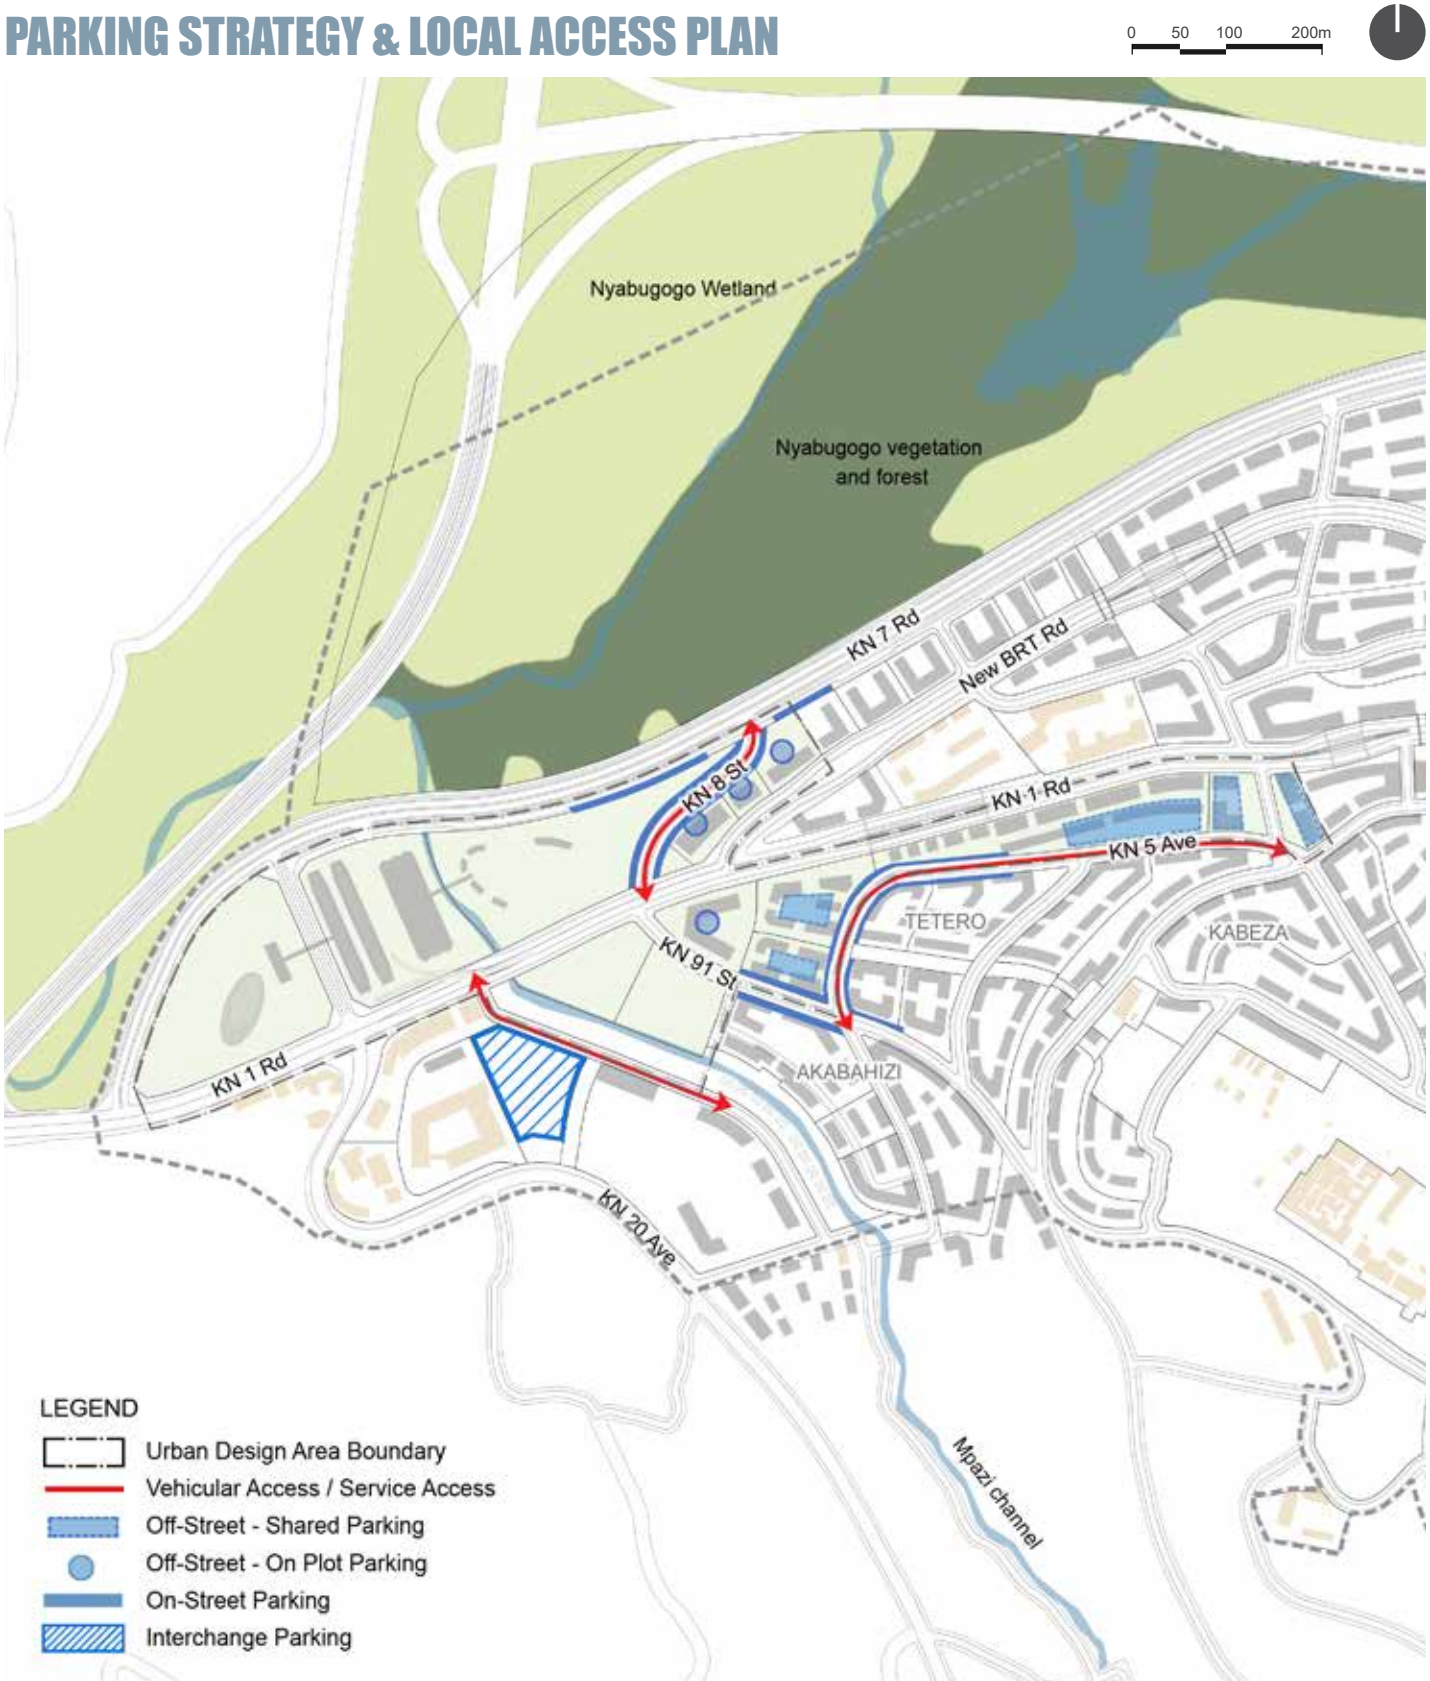 PARKING STRATEGY & LOCAL ACCESS PLAN
0 50 100 200m
Nyabugogo Wetland
Nyabugogo vegetation
and forest
KN 7 Rd
New BRT Rd
KN 8 St
KN 1 Rd
KN 5 Ave
TETERO
KABEZA
KN 91 St
AKABAHIZI
KN 1 Rd
KN 20 Ave
Mpazi channel
LEGEND
Urban Design Area Boundary
Vehicular Access / Service Access
Off-Street - Shared Parking
Off-Street - On Plot Parking
On-Street Parking
Interchange Parking